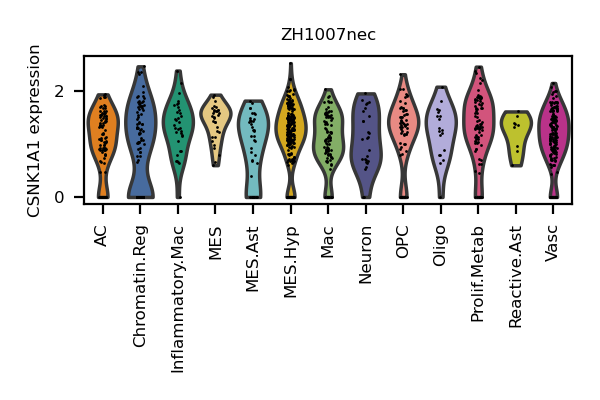 ZH1007nec
CSNK1A1 expression
2
0
AC
Chromatin.Reg
Inflammatory.Mac
MES
MES.Ast
MES.Hyp
Mac
Neuron
OPC
Oligo
Prolif.Metab
Reactive.Ast
Vasc